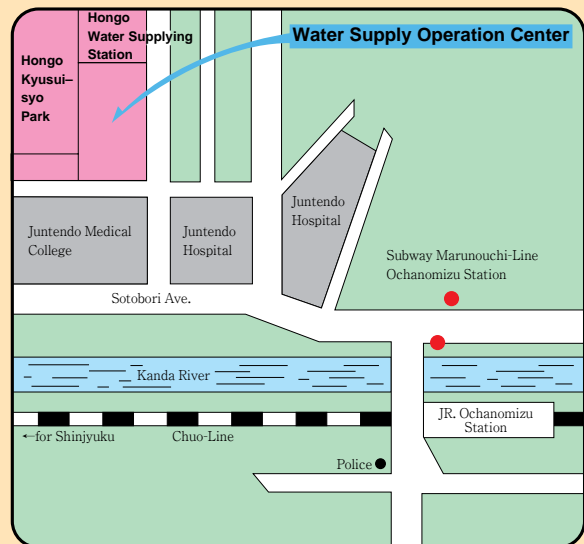 Hongo
Water Supplying
Station
Water Supply Operation Center
Hongo
Kyusui–
syo
Park
Juntendo Medical
College
Juntendo
Hospital
Juntendo
Hospital
Subway Marunouchi-Line
Ochanomizu Station
Sotobori Ave.
Kanda River
JR. Ochanomizu
Station
←for Shinjyuku
Chuo-Line
Police